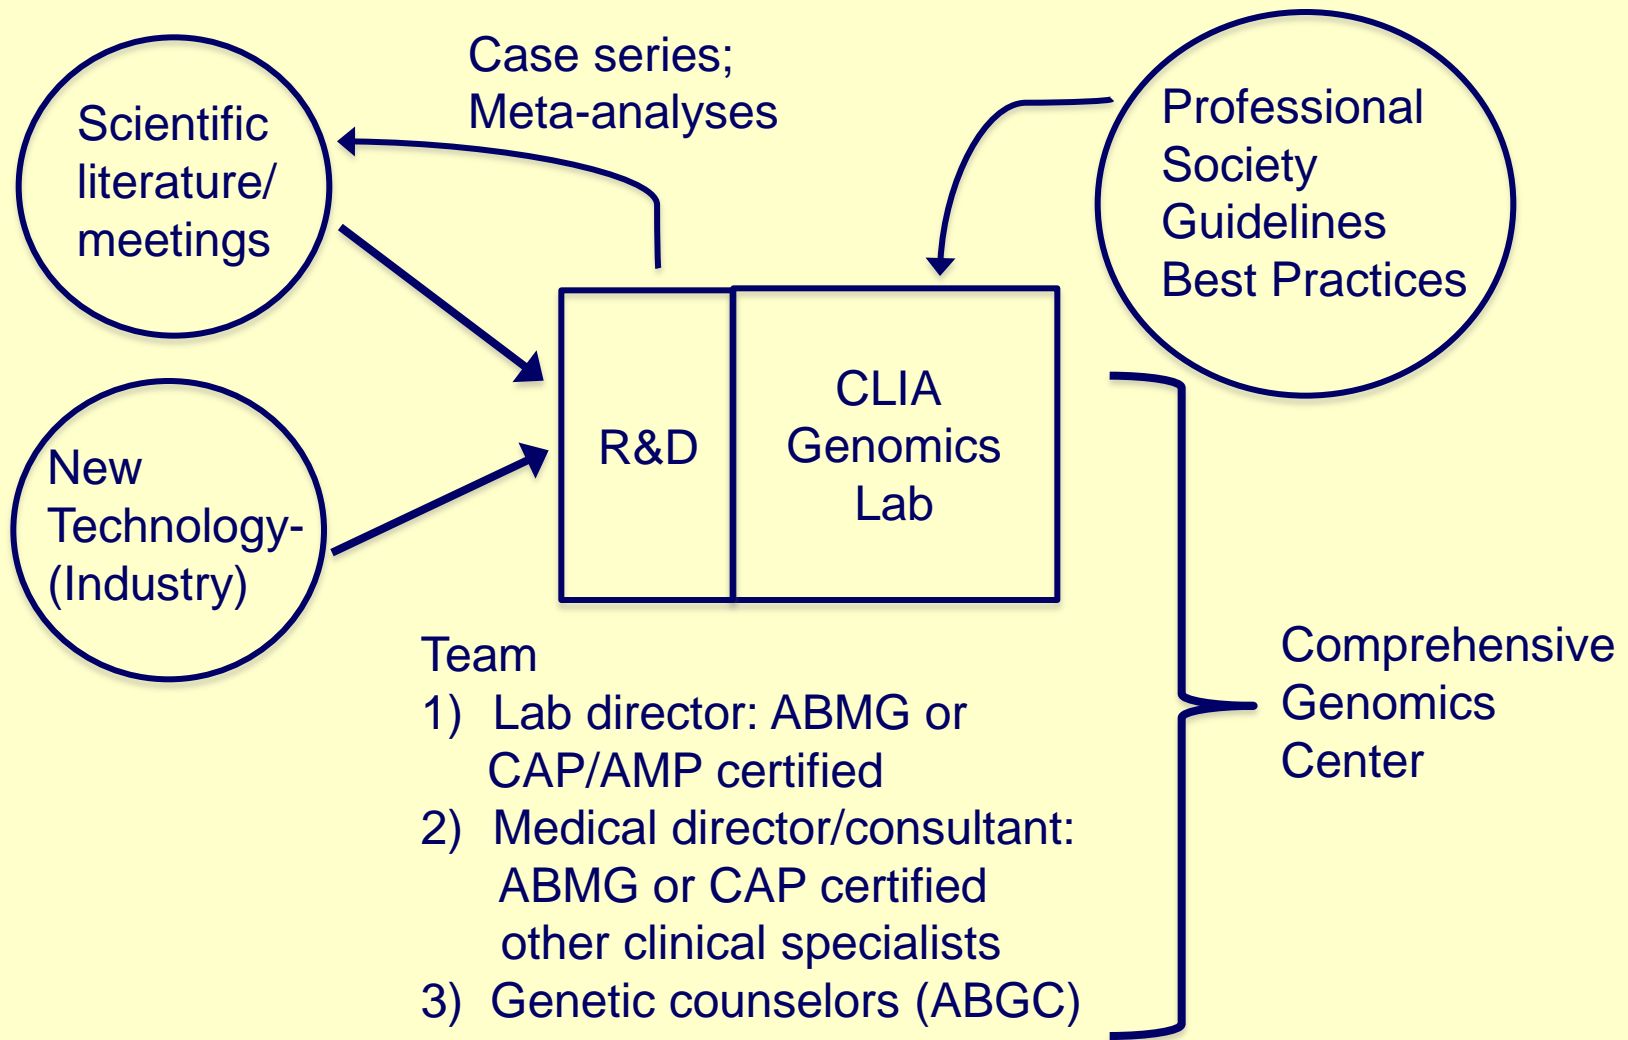 Scientific
literature/
meetings
Case series;
Meta-analyses
Professional
Society
Guidelines
Best Practices
New
Technology-
(Industry)
R&D
CLIA
Genomics
Lab
Team
1) Lab director: ABMG or
CAP/AMP certified
2) Medical director/consultant:
ABMG or CAP certified
other clinical specialists
3) Genetic counselors (ABGC)
Comprehensive
Genomics
Center